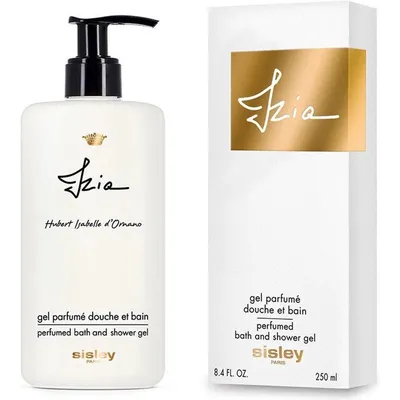 Izia
Hubert Isabelle d'Ornano
gel parfumé douche et bain
perfumed bath and shower gel
sisley
PARIS
Izia
gel parfumé
douche et bain
perfumed
bath and shower gel
sisley
PARIS
8.4 FL. OZ. 250 ml